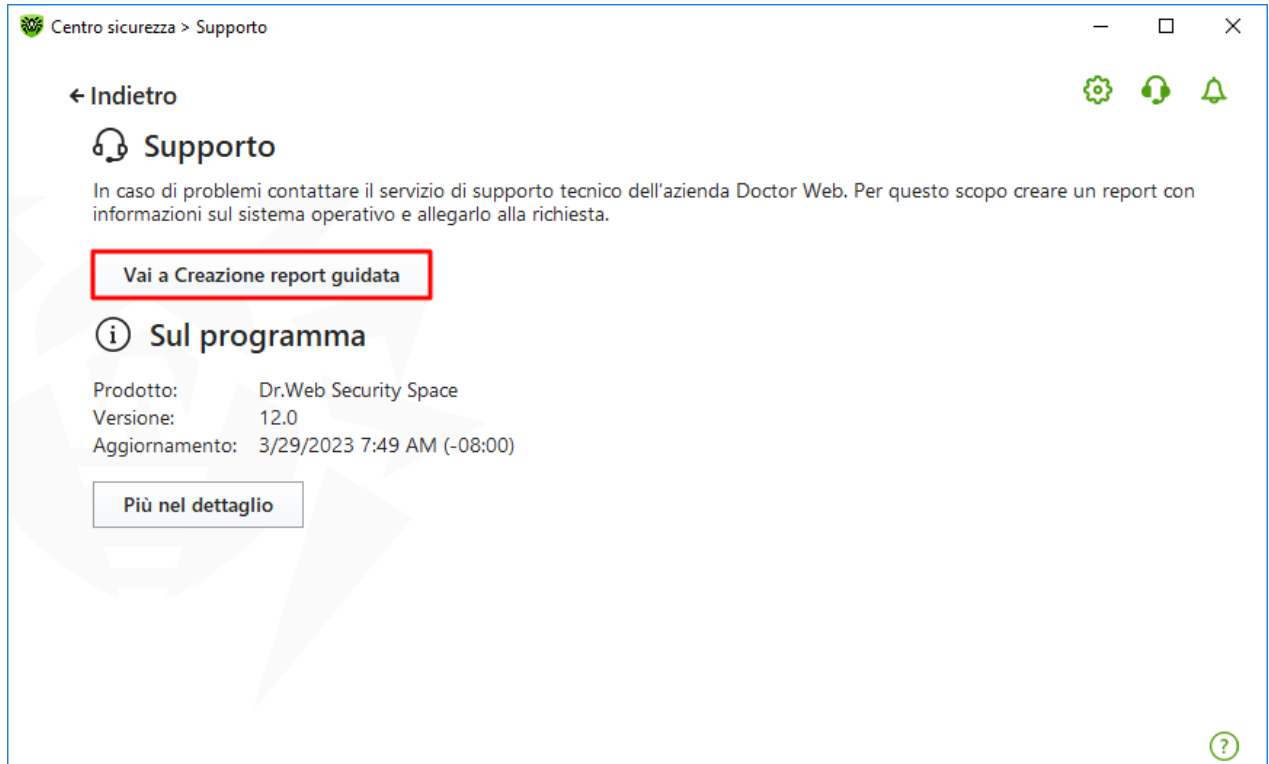 Centro sicurezza > Supporto
Indietro
Supporto
In caso di problemi contattare il servizio di supporto tecnico dell'azienda Doctor Web. Per questo scopo creare un report con
informazioni sul sistema operativo e allegarlo alla richiesta.
Vai a Creazione report guidata
Sul programma
Prodotto: Dr.Web Security Space
Versione: 12.0
Aggiornamento: 3/29/2023 7:49 AM (-08:00)
Più nel dettaglio